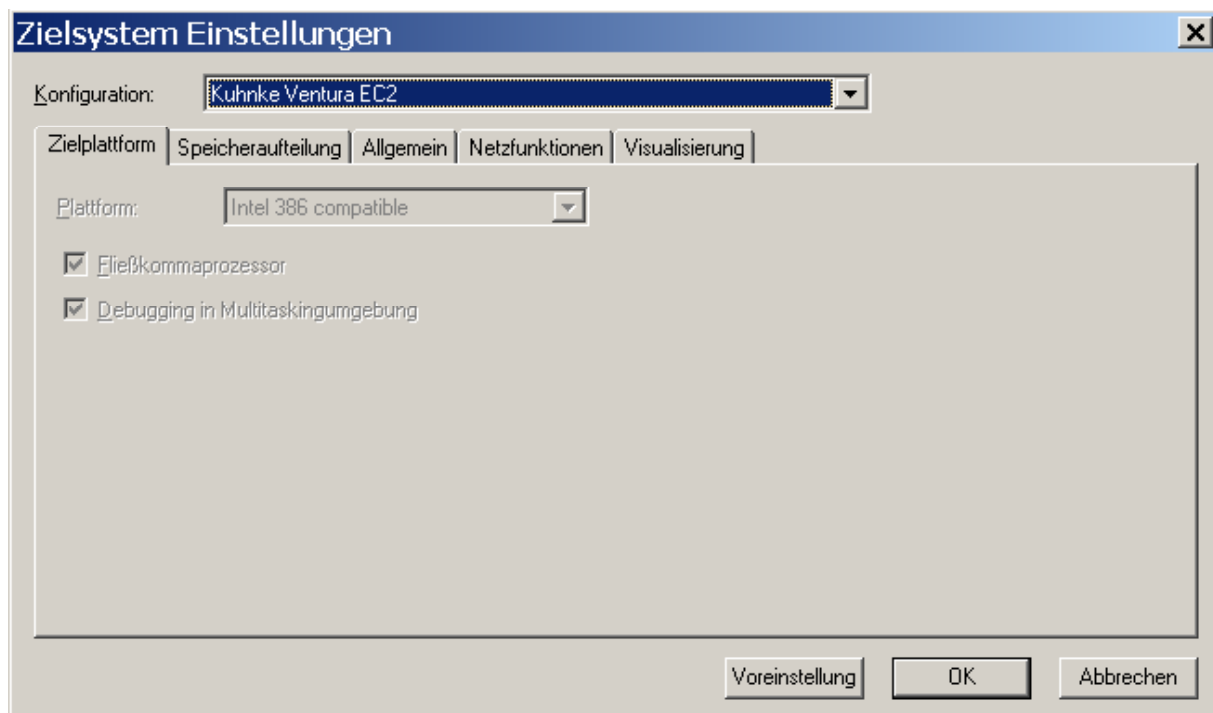 Zielsystem Einstellungen
Konfiguration: Kuhnke Ventura EC2
Zielplattform Speicheraufteilung Allgemein Netzfunktionen Visualisierung
Plattform: Intel 386 compatible
Fließkommaprozessor
Debugging in Multitaskingumgebung
Voreinstellung OK Abbrechen